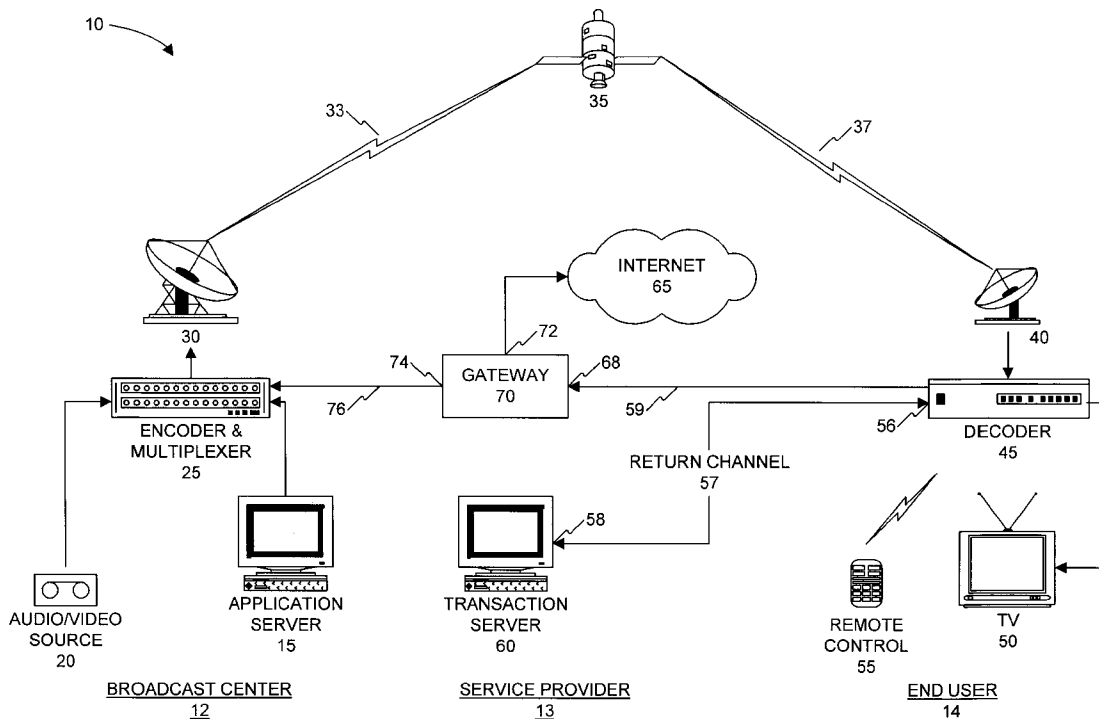 10
35
33
37
INTERNET
65
30
72
40
74
GATEWAY
70
68
76
59
56
ENCODER &
MULTIPLEXER
25
DECODER
45
RETURN CHANNEL
57
58
AUDIO/VIDEO
SOURCE
20
APPLICATION
SERVER
15
TRANSACTION
SERVER
60
REMOTE
CONTROL
55
TV
50
BROADCAST CENTER
12
SERVICE PROVIDER
13
END USER
14